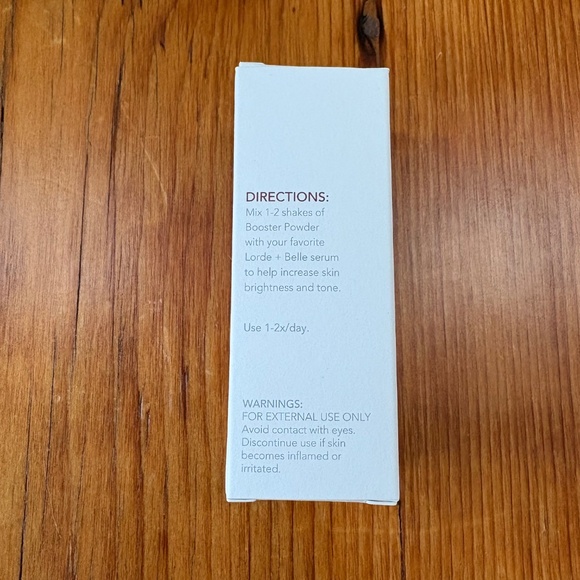 DIRECTIONS:
Mix 1-2 shakes of
Booster Powder
with your favorite
Lorde + Belle serum
to help increase skin
brightness and tone.
Use 1-2x/day.
WARNINGS:
FOR EXTERNAL USE ONLY
Avoid contact with eyes.
Discontinue use if skin
becomes inflamed or
irritated.